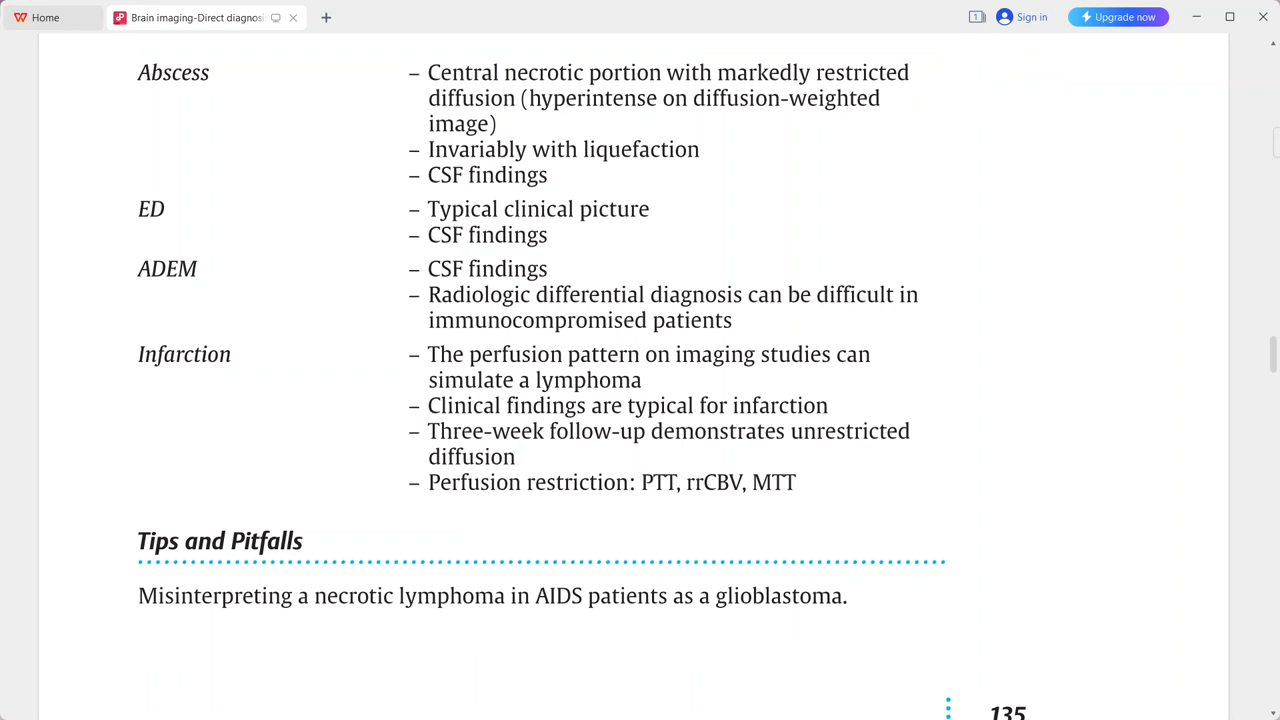 Home
Brain imaging-Direct diagnosi
1
Sign in
Upgrade now
Abscess
– Central necrotic portion with markedly restricted
diffusion (hyperintense on diffusion-weighted
image)
– Invariably with liquefaction
– CSF findings
ED
– Typical clinical picture
– CSF findings
ADEM
– CSF findings
– Radiologic differential diagnosis can be difficult in
immunocompromised patients
Infarction
– The perfusion pattern on imaging studies can
simulate a lymphoma
– Clinical findings are typical for infarction
– Three-week follow-up demonstrates unrestricted
diffusion
– Perfusion restriction: PTT, rrCBV, MTT
Tips and Pitfalls
Misinterpreting a necrotic lymphoma in AIDS patients as a glioblastoma.
135